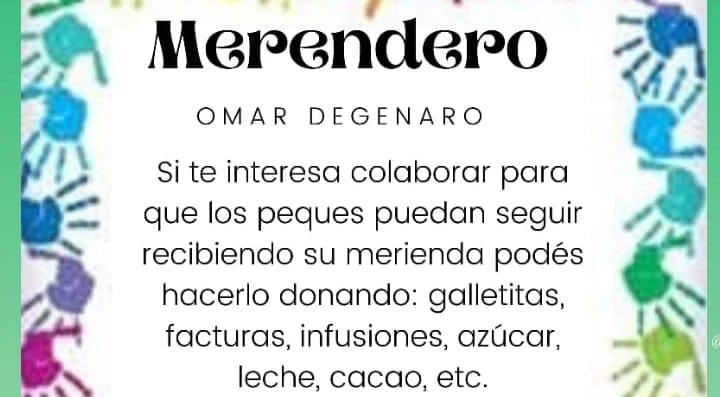 Merendero
OMAR DEGENARO
Si te interesa colaborar para
que los peques puedan seguir
recibiendo su merienda podés
hacerlo donando: galletitas,
facturas, infusiones, azúcar,
leche, cacao, etc.
@